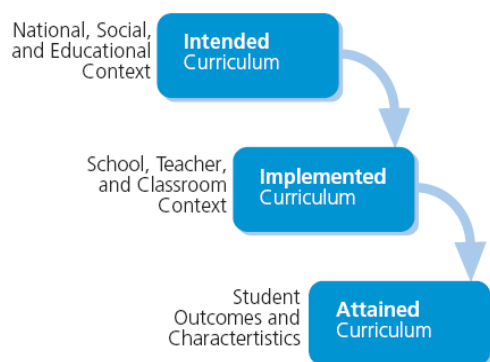 National, Social,
and Educational
Context
Intended
Curriculum
School, Teacher,
and Classroom
Context
Implemented
Curriculum
Student
Outcomes and
Charactertistics
Attained
Curriculum